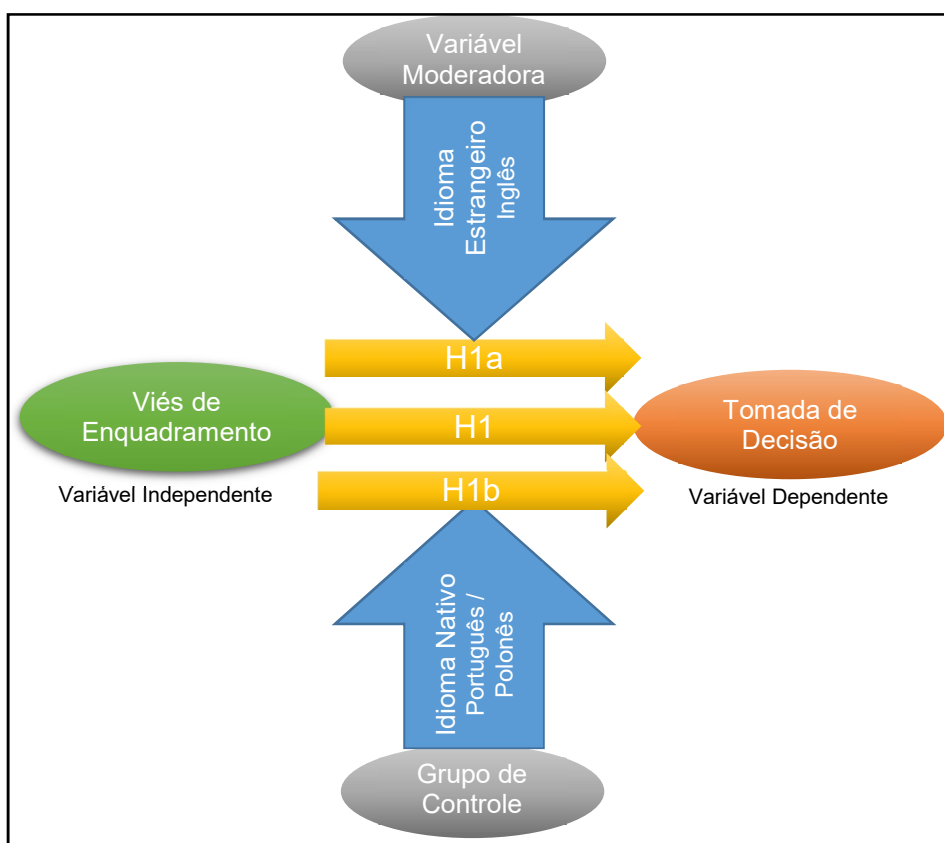 Variável
Moderadora
Idioma
Estrangeiro
Inglês
H1a
Viés de
Enquadramento
H1
Tomada de
Decisão
H1b
Variável Independente
Variável Dependente
Idioma Nativo
Português /
Polonês
Grupo de
Controle